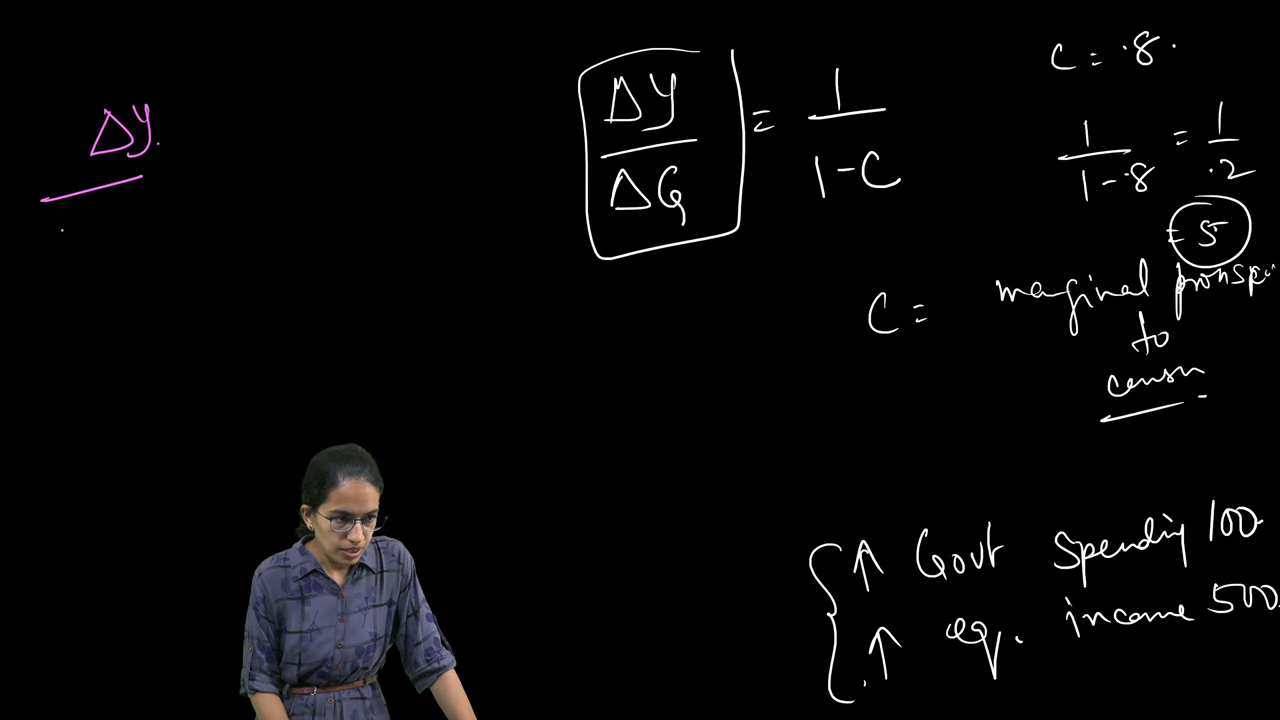 ΔY
ΔY / ΔG = 1 / 1-C
C = .8.
1 / 1-.8 = 1 / .2
= 5
C = marginal
to
↑ Govt spending 100
↑ eq. income 500